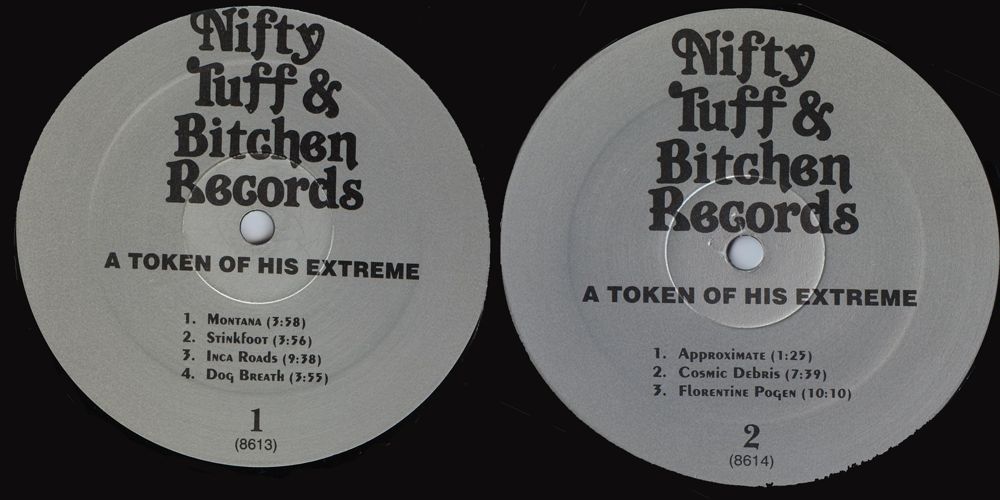 Nifty
Tuff &
Bitchen
Records
A TOKEN OF HIS EXTREME
1. Montana (3:58)
2. Stinkfoot (3:56)
3. Inca Roads (9:38)
4. Dog Breath (3:55)
1
(8613)
Nifty
Tuff &
Bitchen
Records
A TOKEN OF HIS EXTREME
1. Approximate (1:25)
2. Cosmic Debris (7:39)
3. Florentine Pogen (10:10)
2
(8614)